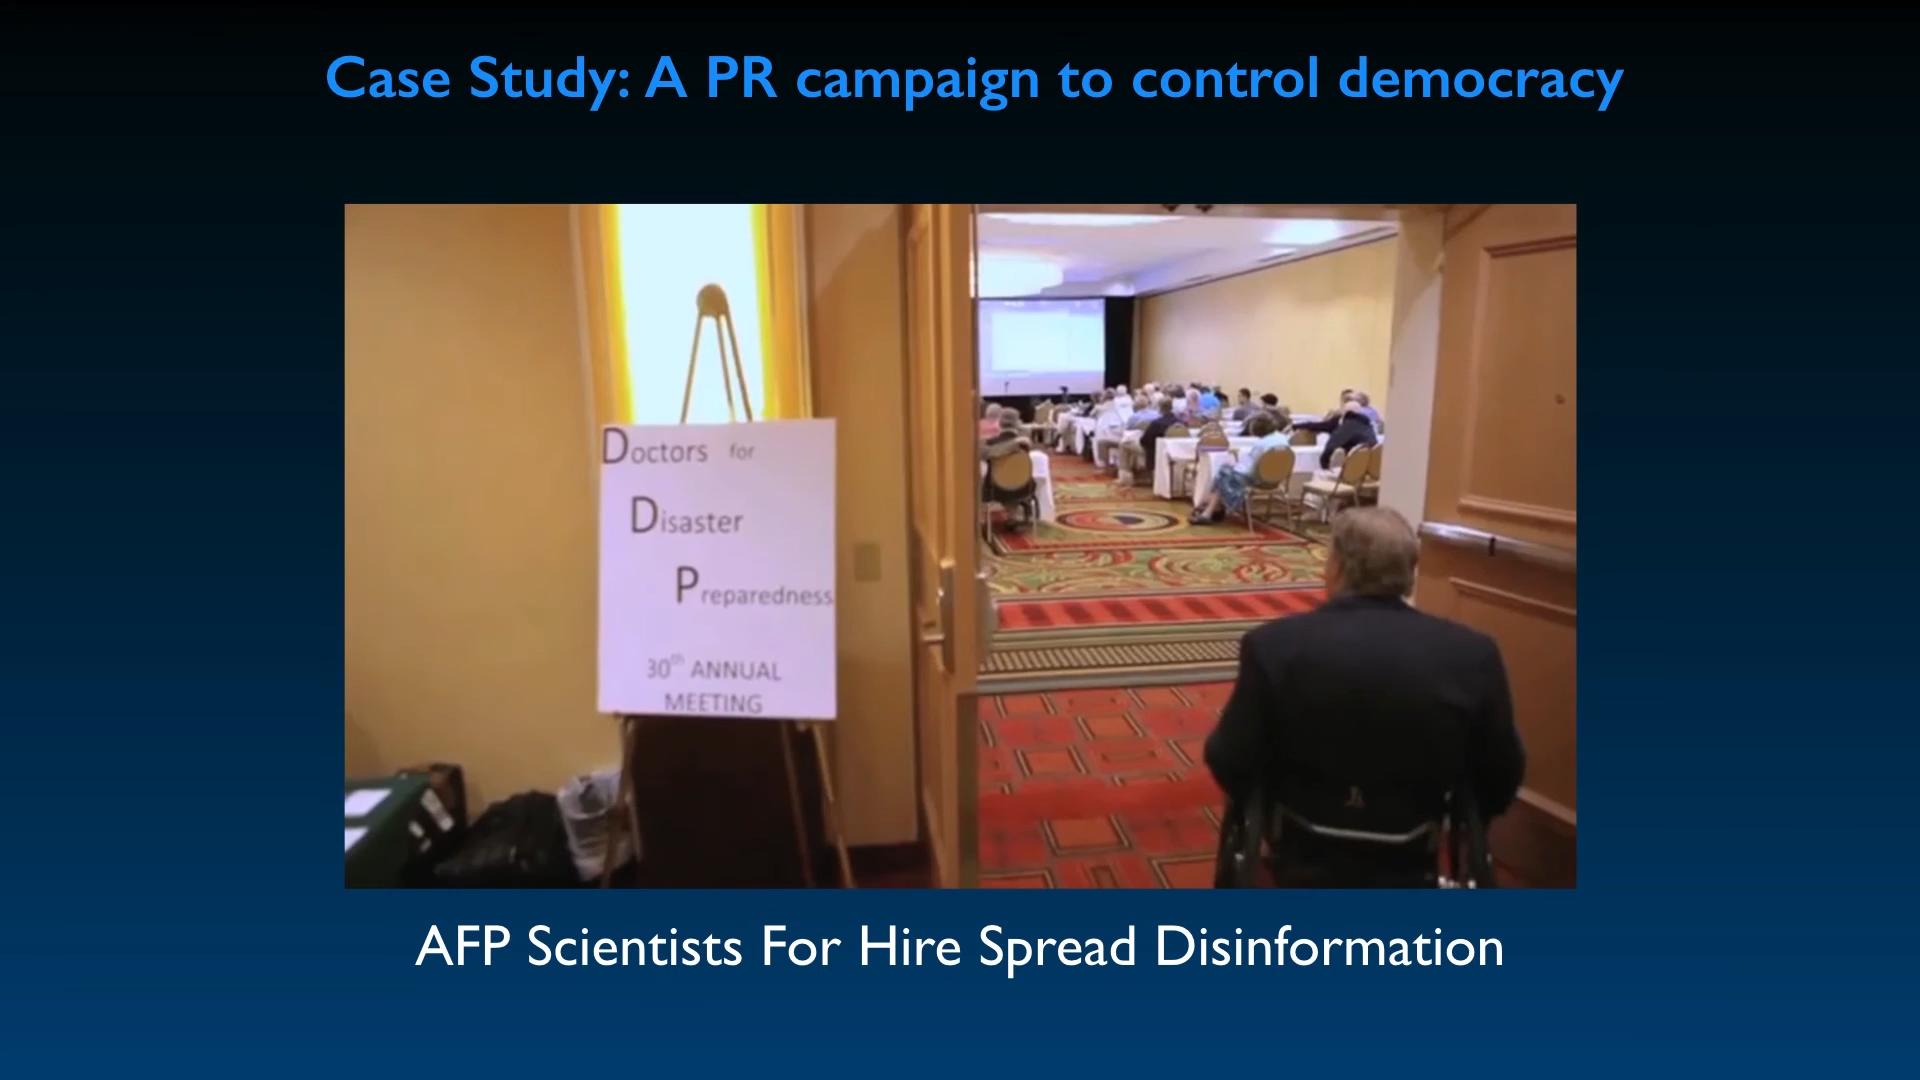 Case Study: A PR campaign to control democracy
Doctors for
Disaster
Preparedness
30th ANNUAL
MEETING
AFP Scientists For Hire Spread Disinformation